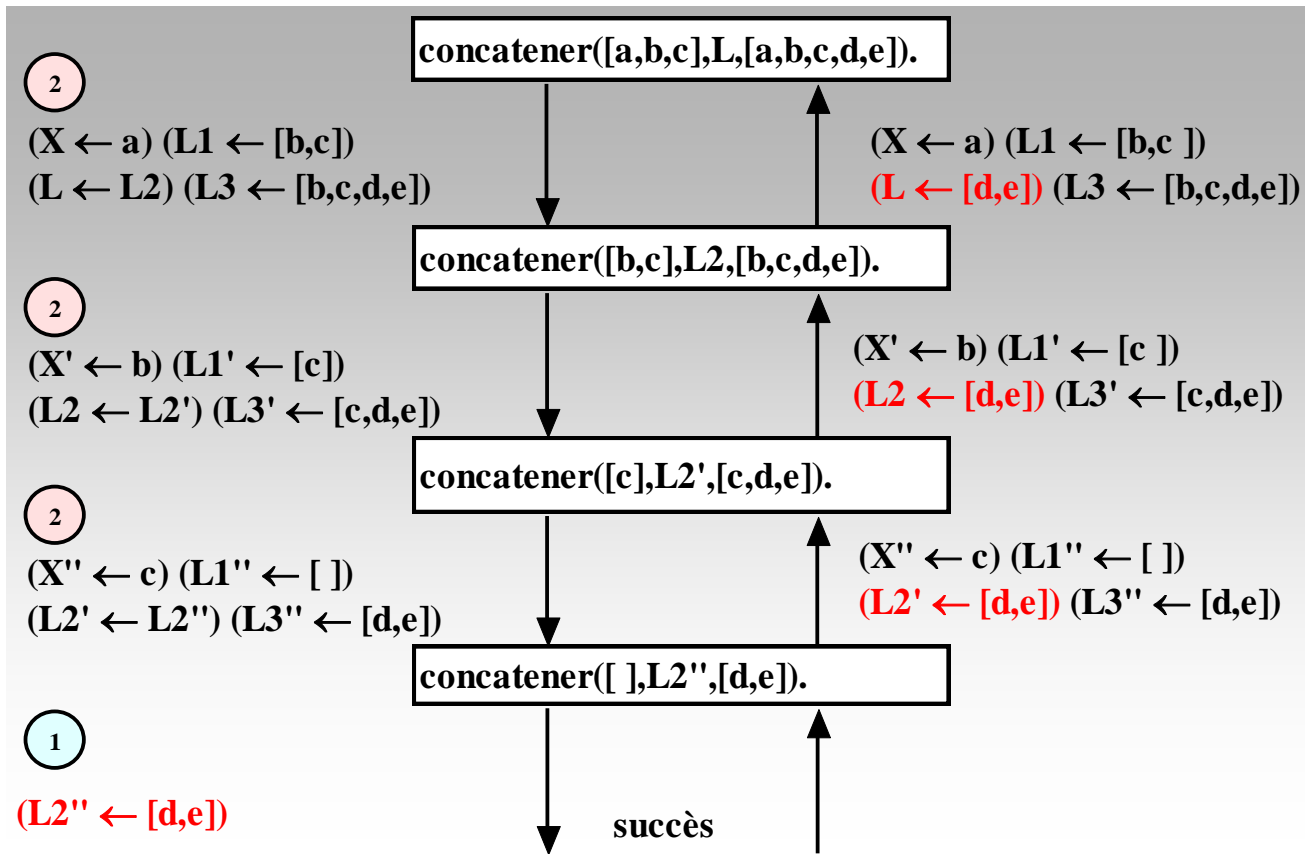 concatener([a,b,c],L,[a,b,c,d,e]).
2
(X ← a) (L1 ← [b,c])
(L ← L2) (L3 ← [b,c,d,e])
(X ← a) (L1 ← [b,c ])
(L ← [d,e]) (L3 ← [b,c,d,e])
concatener([b,c],L2,[b,c,d,e]).
2
(X' ← b) (L1' ← [c])
(L2 ← L2') (L3' ← [c,d,e])
(X' ← b) (L1' ← [c ])
(L2 ← [d,e]) (L3' ← [c,d,e])
concatener([c],L2',[c,d,e]).
2
(X'' ← c) (L1'' ← [ ])
(L2' ← L2'') (L3'' ← [d,e])
(X'' ← c) (L1'' ← [ ])
(L2' ← [d,e]) (L3'' ← [d,e])
concatener([ ],L2'',[d,e]).
1
(L2'' ← [d,e])
succès